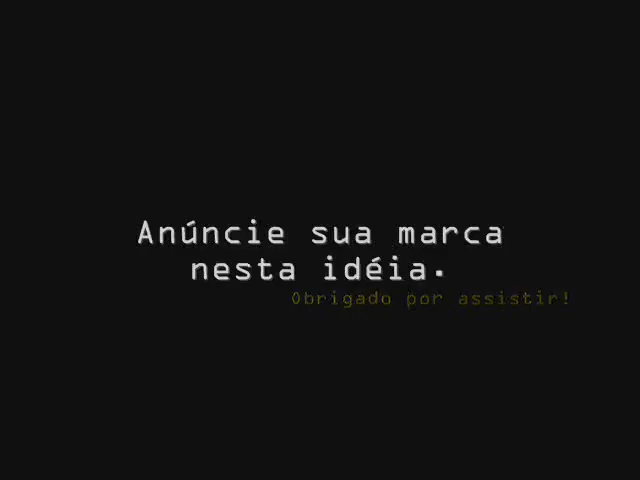 Anúncie sua marca
nesta idéia.
Obrigado por assistir!